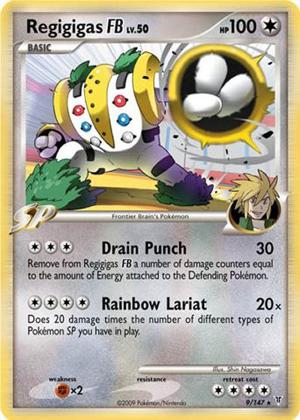 Regigigas FB LV.50 HP 100
BASIC
SP
Frontier Brain's Pokémon
Drain Punch 30
Remove from Regigigas FB a number of damage counters equal
to the amount of Energy attached to the Defending Pokémon.
Rainbow Lariat 20×
Does 20 damage times the number of different types of
Pokémon SP you have in play.
Illus. Shin Nagasawa
weakness resistance retreat cost
×2
©2009 Pokémon/Nintendo 9/147 ★